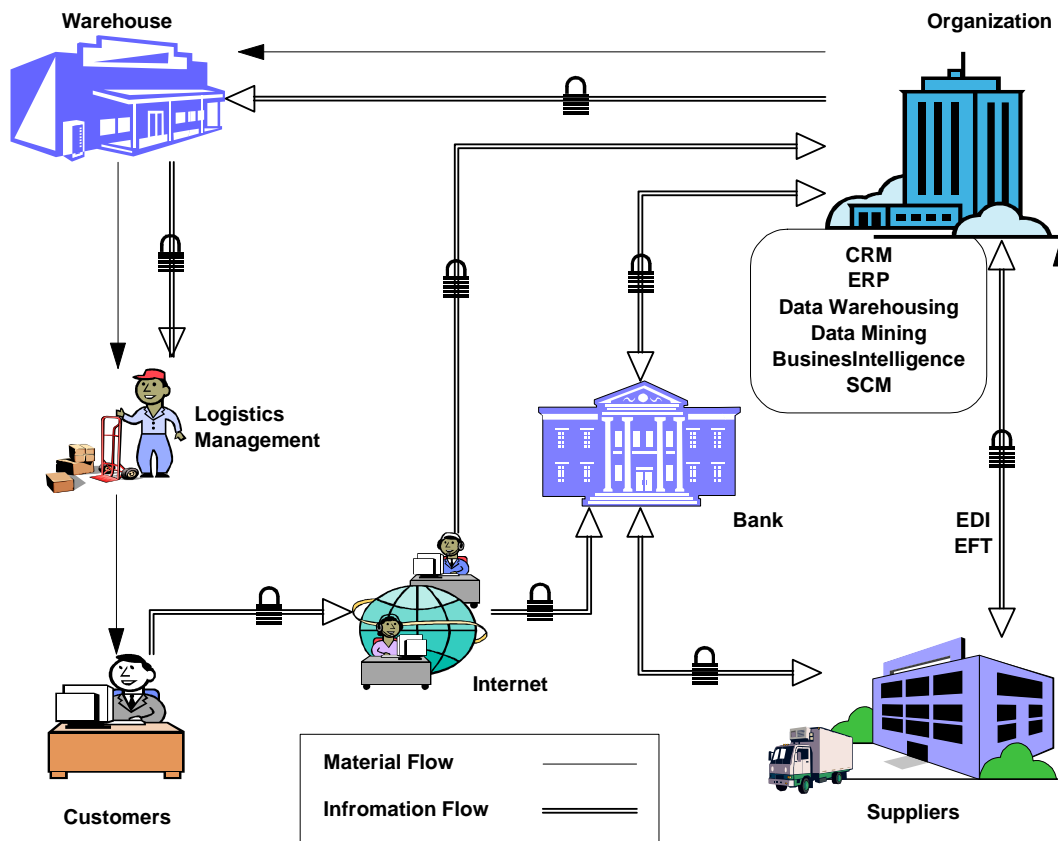 Warehouse
Organization
CRM
ERP
Data Warehousing
Data Mining
BusinesIntelligence
SCM
Logistics
Management
Bank
EDI
EFT
Internet
Customers
Suppliers
Material Flow
Infromation Flow